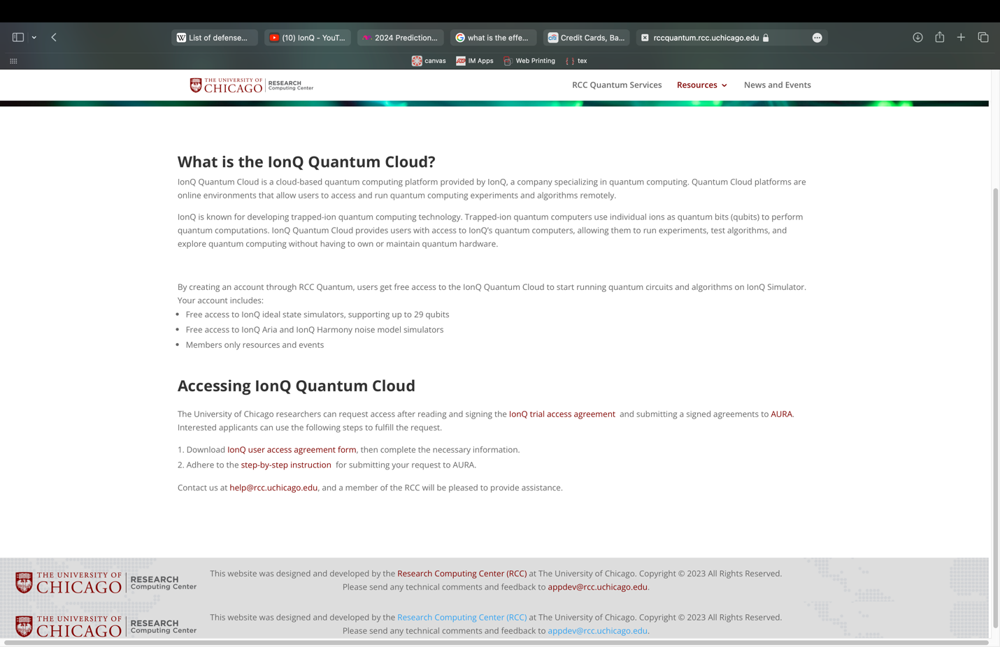 List of defense...
(10) IonQ - YouT...
2024 Prediction...
what is the effe...
citi Credit Cards, Ba...
rccquantum.rcc.uchicago.edu
canvas
IM Apps
Web Printing
tex
THE UNIVERSITY OF CHICAGO RESEARCH Computing Center
RCC Quantum Services
Resources
News and Events
What is the IonQ Quantum Cloud?
IonQ Quantum Cloud is a cloud-based quantum computing platform provided by IonQ, a company specializing in quantum computing. Quantum Cloud platforms are
online environments that allow users to access and run quantum computing experiments and algorithms remotely.
IonQ is known for developing trapped-ion quantum computing technology. Trapped-ion quantum computers use individual ions as quantum bits (qubits) to perform
quantum computations. IonQ Quantum Cloud provides users with access to IonQ's quantum computers, allowing them to run experiments, test algorithms, and
explore quantum computing without having to own or maintain quantum hardware.
By creating an account through RCC Quantum, users get free access to the IonQ Quantum Cloud to start running quantum circuits and algorithms on IonQ Simulator.
Your account includes:
• Free access to IonQ ideal state simulators, supporting up to 29 qubits
• Free access to IonQ Aria and IonQ Harmony noise model simulators
• Members only resources and events
Accessing IonQ Quantum Cloud
The University of Chicago researchers can request access after reading and signing the IonQ trial access agreement and submitting a signed agreements to AURA.
Interested applicants can use the following steps to fulfill the request.
1. Download IonQ user access agreement form, then complete the necessary information.
2. Adhere to the step-by-step instruction for submitting your request to AURA.
Contact us at help@rcc.uchicago.edu, and a member of the RCC will be pleased to provide assistance.
THE UNIVERSITY OF CHICAGO RESEARCH Computing Center
This website was designed and developed by the Research Computing Center (RCC) at The University of Chicago. Copyright © 2023 All Rights Reserved.
Please send any technical comments and feedback to appdev@rcc.uchicago.edu.
THE UNIVERSITY OF CHICAGO RESEARCH Computing Center
This website was designed and developed by the Research Computing Center (RCC) at The University of Chicago. Copyright © 2023 All Rights Reserved.
Please send any technical comments and feedback to appdev@rcc.uchicago.edu.